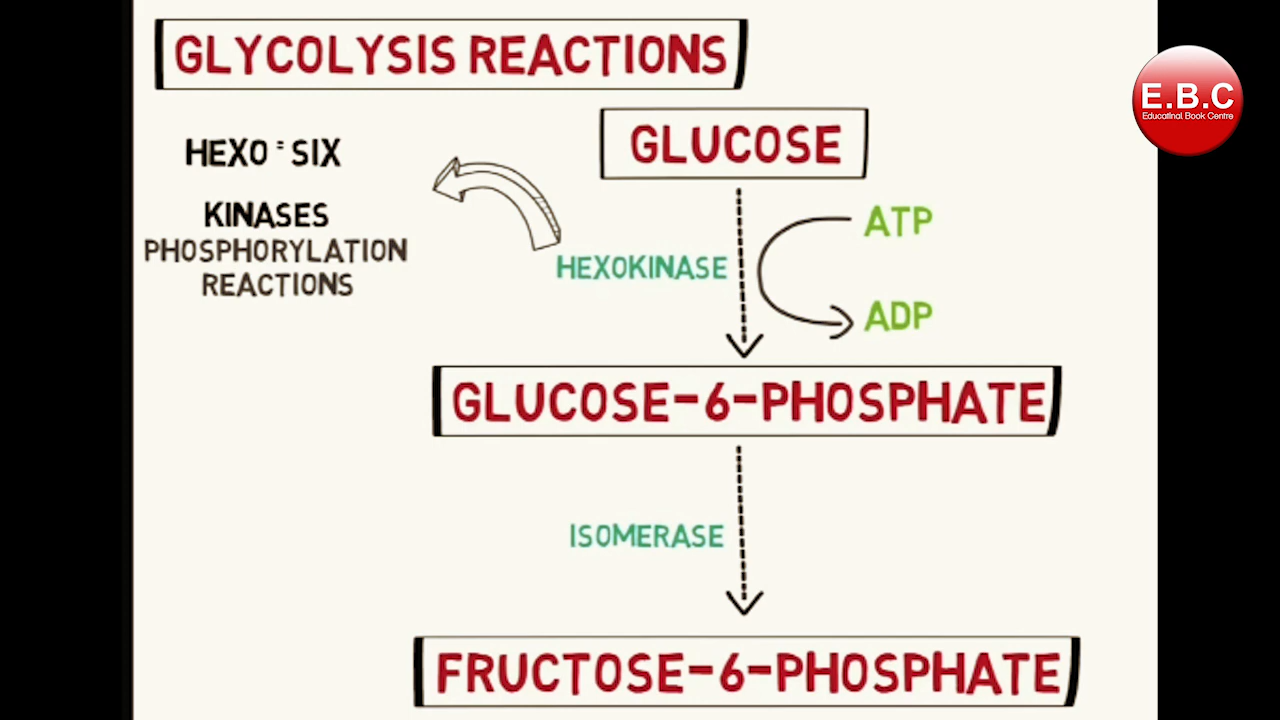 GLYCOLYSIS REACTIONS
E.B.C
Educatinal Book Centre
GLUCOSE
HEXO = SIX
KINASES
PHOSPHORYLATION
REACTIONS
ATP
HEXOKINASE
ADP
GLUCOSE-6-PHOSPHATE
ISOMERASE
FRUCTOSE-6-PHOSPHATE